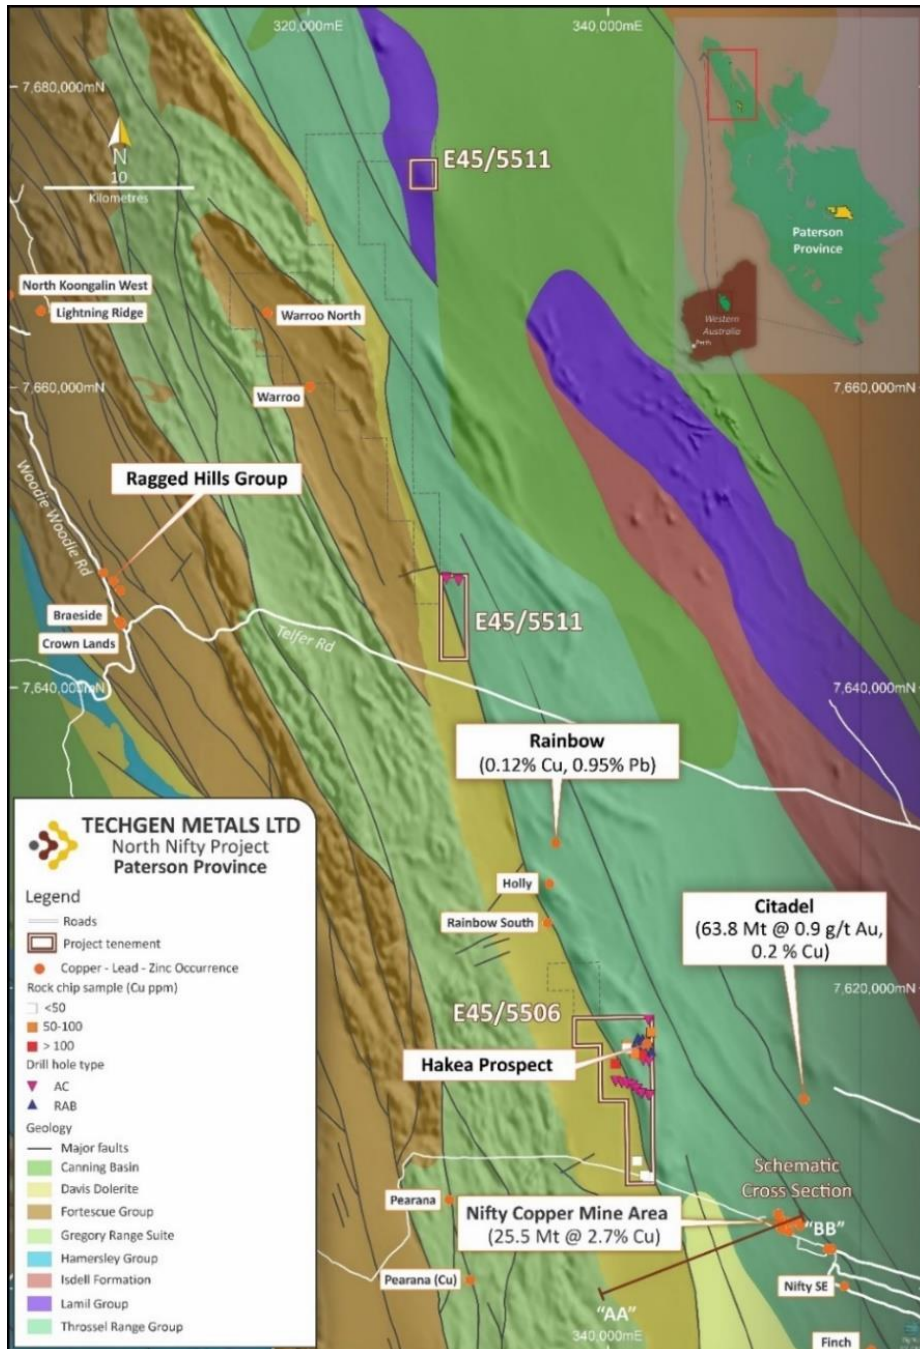 320,000mE
340,000mE
7,680,000mN
N
10
Kilometres
E45/5511
Paterson
Province
Western
Australia
Perth
North Koongalin West
Lightning Ridge
Warroo North
7,660,000mN
7,660,000mN
Warroo
Ragged Hills Group
Woodie Woodie Rd
Braeside
Crown Lands
Telfer Rd
E45/5511
7,640,000mN
7,640,000mN
Rainbow
(0.12% Cu, 0.95% Pb)
Holly
Rainbow South
Citadel
(63.8 Mt @ 0.9 g/t Au,
0.2 % Cu)
7,620,000mN
E45/5506
Hakea Prospect
Schematic
Cross Section
Pearana
Nifty Copper Mine Area
(25.5 Mt @ 2.7% Cu)
"BB"
Pearana (Cu)
Nifty SE
"AA"
340,000mE
Finch
TECHGEN METALS LTD
North Nifty Project
Paterson Province
Legend
Roads
Project tenement
Copper - Lead - Zinc Occurrence
Rock chip sample (Cu ppm)
<50
50-100
> 100
Drill hole type
AC
RAB
Geology
Major faults
Canning Basin
Davis Dolerite
Fortescue Group
Gregory Range Suite
Hamersley Group
Isdell Formation
Lamil Group
Throssel Range Group